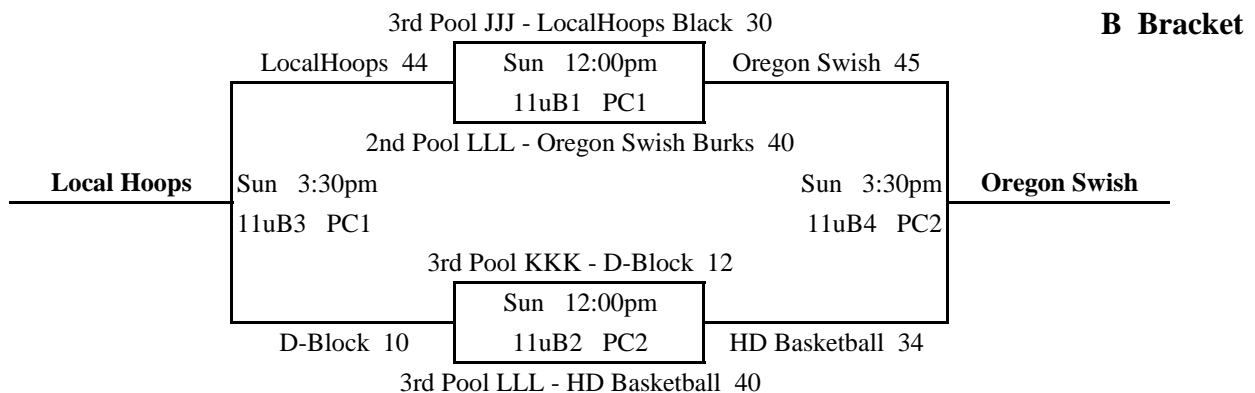 3rd Pool JJJ - LocalHoops Black 30
B Bracket
LocalHoops 44
Sun 12:00pm
Oregon Swish 45
11uB1 PC1
2nd Pool LLL - Oregon Swish Burks 40
Local Hoops
Sun 3:30pm
Sun 3:30pm
Oregon Swish
11uB3 PC1
11uB4 PC2
3rd Pool KKK - D-Block 12
Sun 12:00pm
D-Block 10
11uB2 PC2
HD Basketball 34
3rd Pool LLL - HD Basketball 40